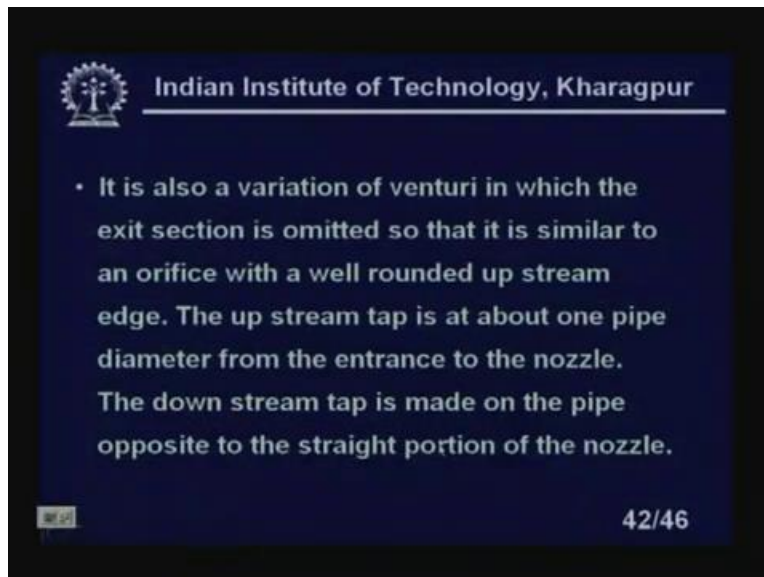 Indian Institute of Technology, Kharagpur
• It is also a variation of venturi in which the
exit section is omitted so that it is similar to
an orifice with a well rounded up stream
edge. The up stream tap is at about one pipe
diameter from the entrance to the nozzle.
The down stream tap is made on the pipe
opposite to the straight portion of the nozzle.
42/46